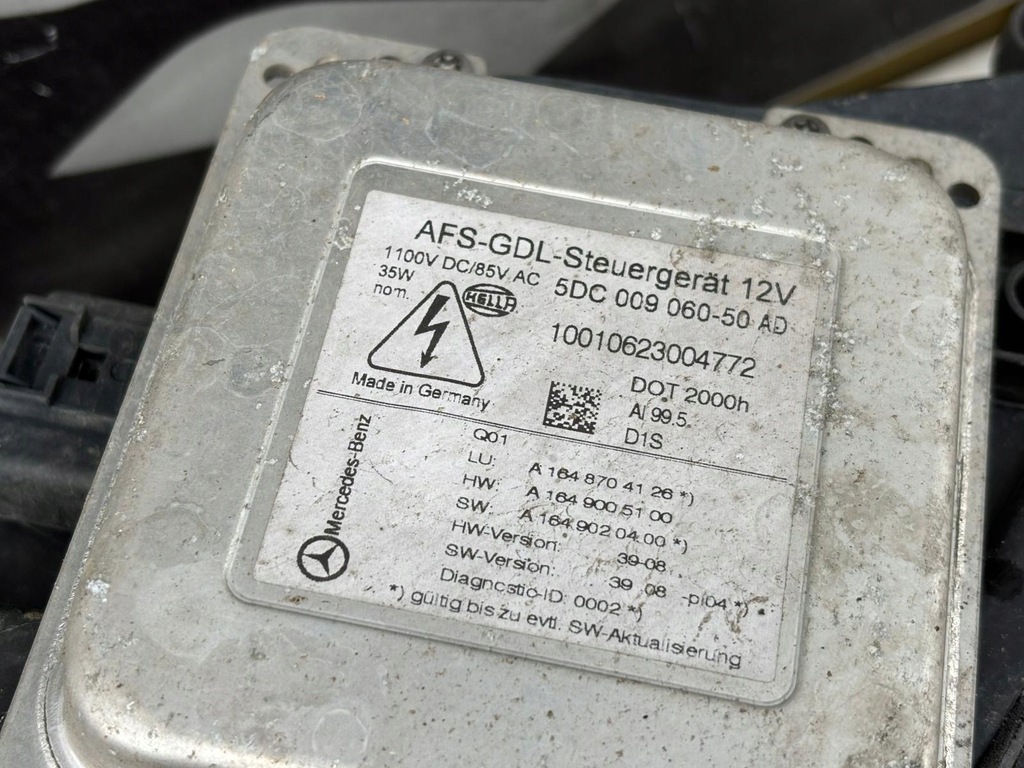 AFS-GDL-Steuergerät 12V
1100V DC/85V AC 5DC 009 060-50 AD
35W
nom.
HELLA
10010623004772
DOT 2000h
Al 99.5
D1S
Made in Germany
Mercedes-Benz
Q01
LU: A 164 870 41 26 *)
HW: A 164 900 51 00
SW: A 164 902 04 00 *)
HW-Version: 39 08
SW-Version: 39 08 -pl04 *)
Diagnostic-ID: 0002 *)
*) gültig bis zu evtl. SW-Aktualisierung